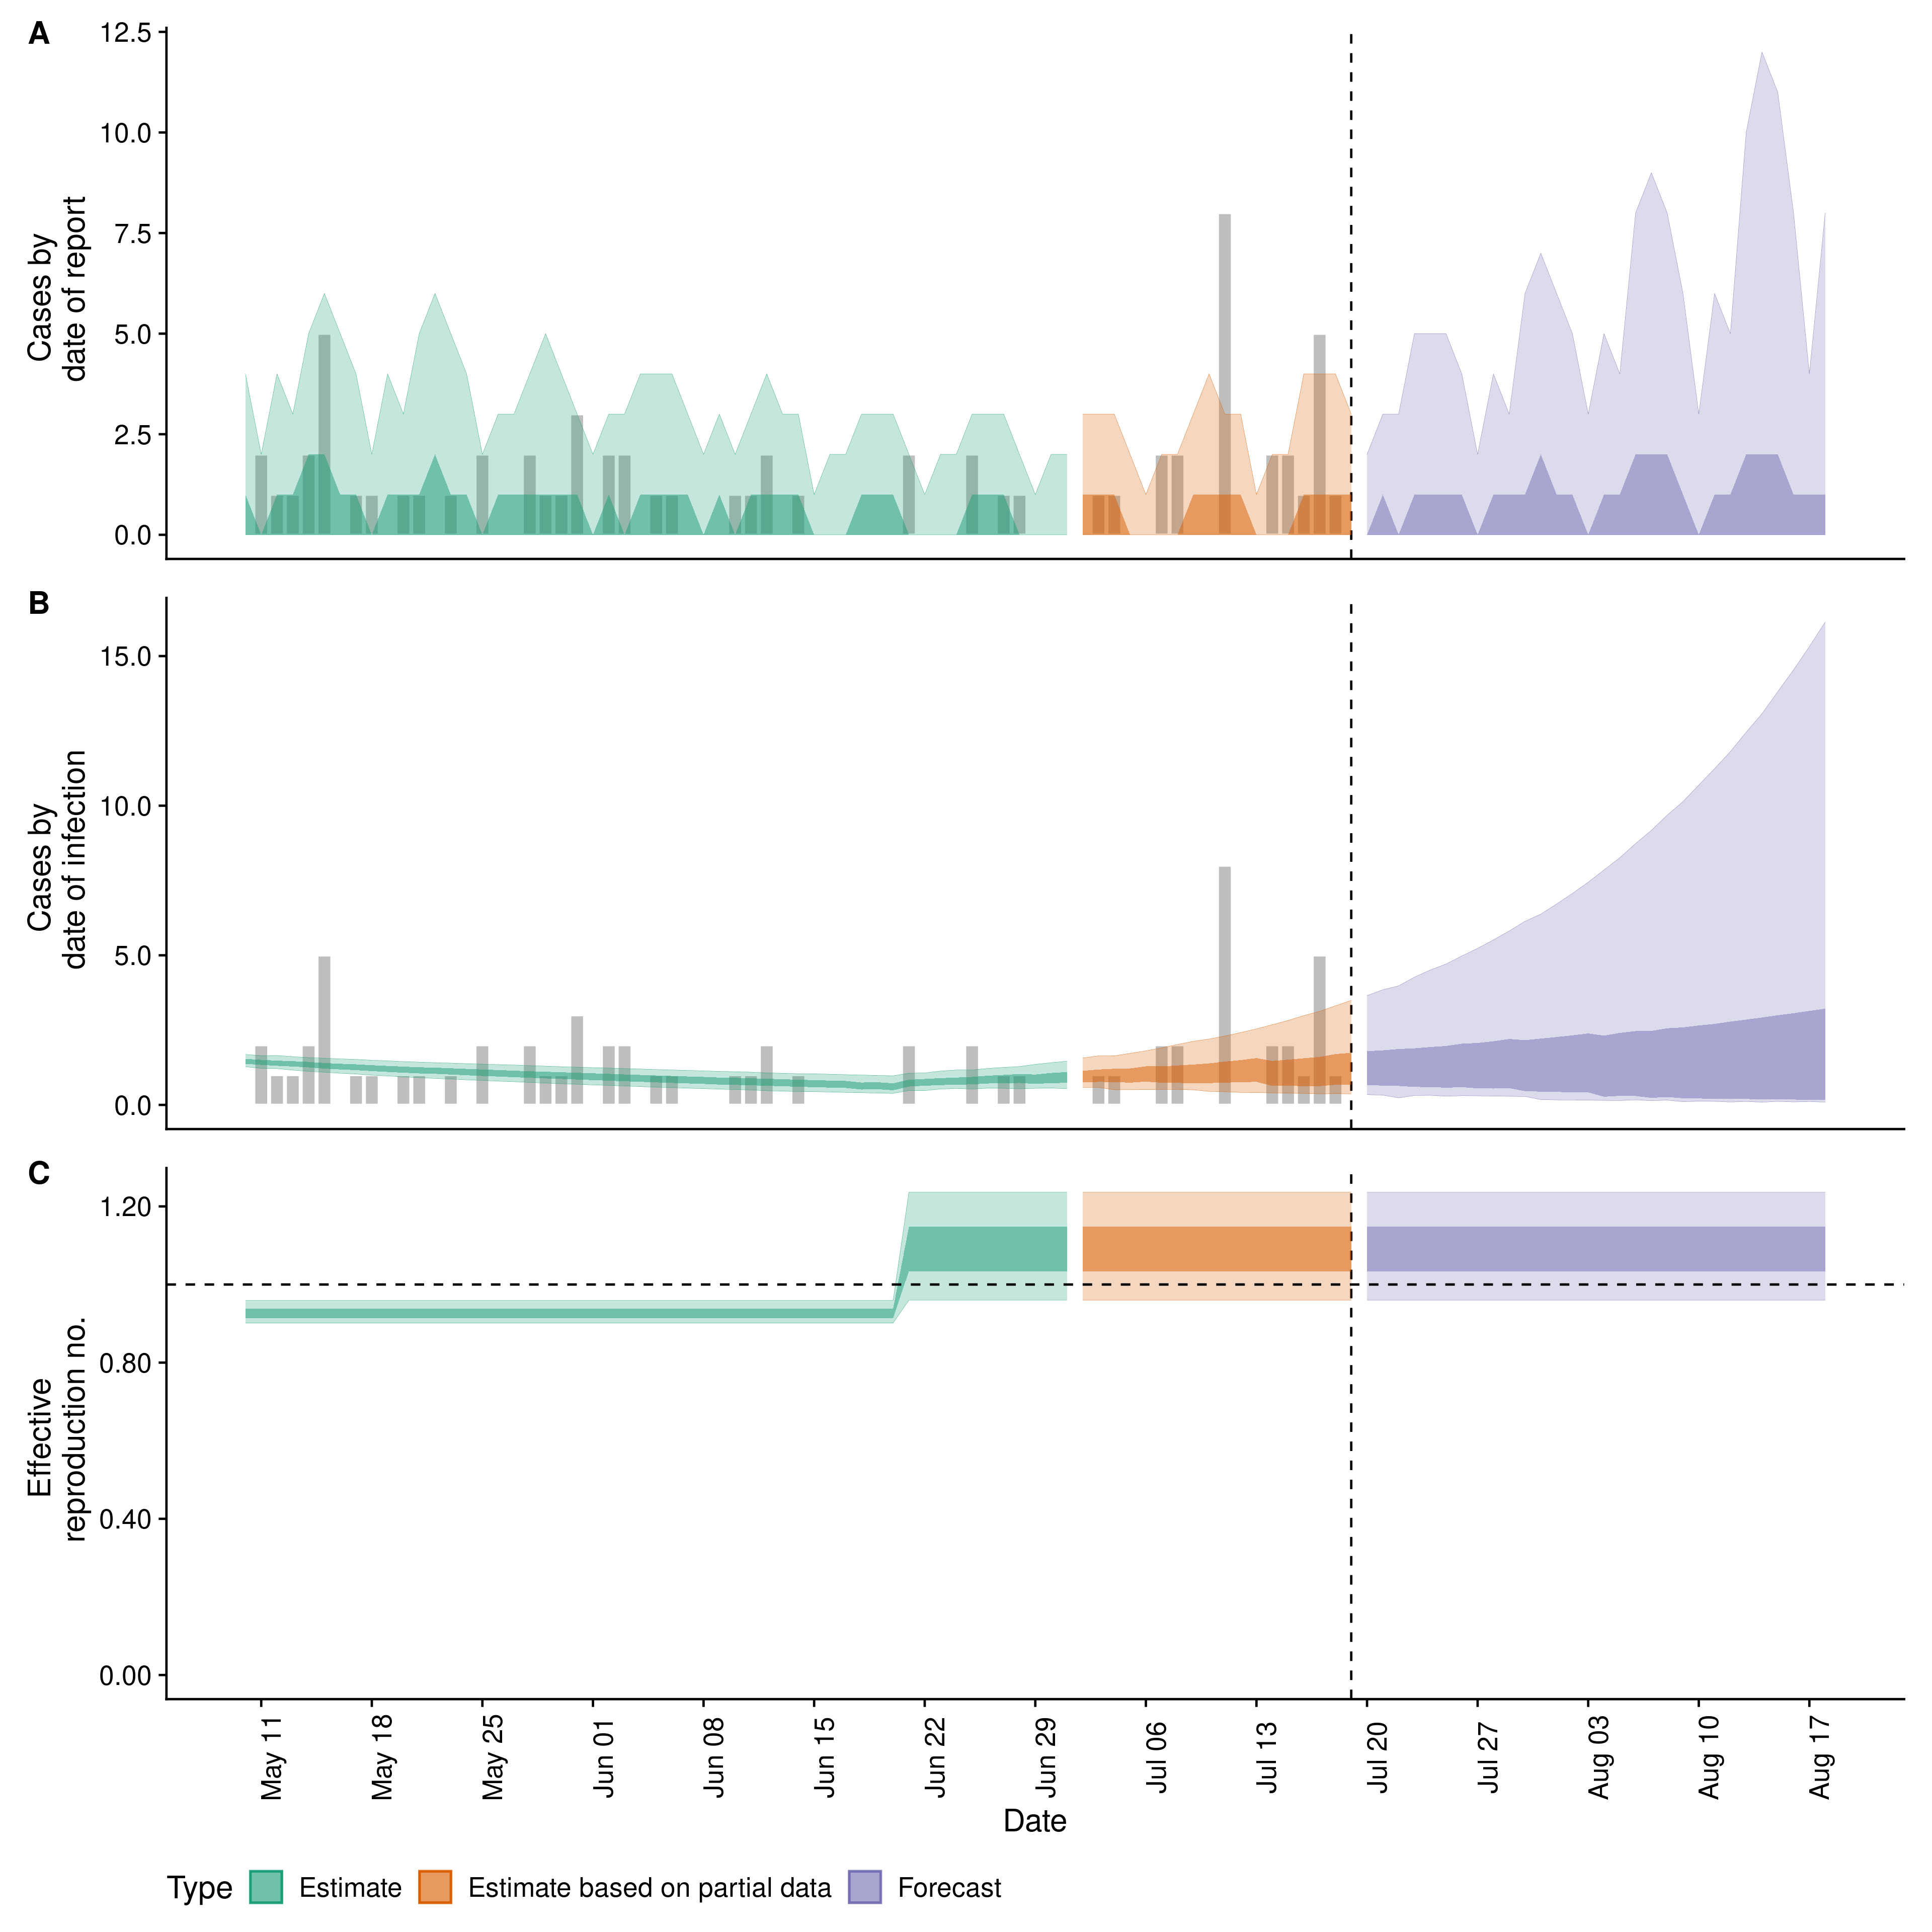 A
Cases by
date of report
12.5
10.0
7.5
5.0
2.5
0.0
B
Cases by
date of infection
15.0
10.0
5.0
0.0
C
Effective
reproduction no.
1.20
0.80
0.40
0.00
May 11
May 18
May 25
Jun 01
Jun 08
Jun 15
Jun 22
Jun 29
Jul 06
Jul 13
Jul 20
Jul 27
Aug 03
Aug 10
Aug 17
Date
Type Estimate Estimate based on partial data Forecast